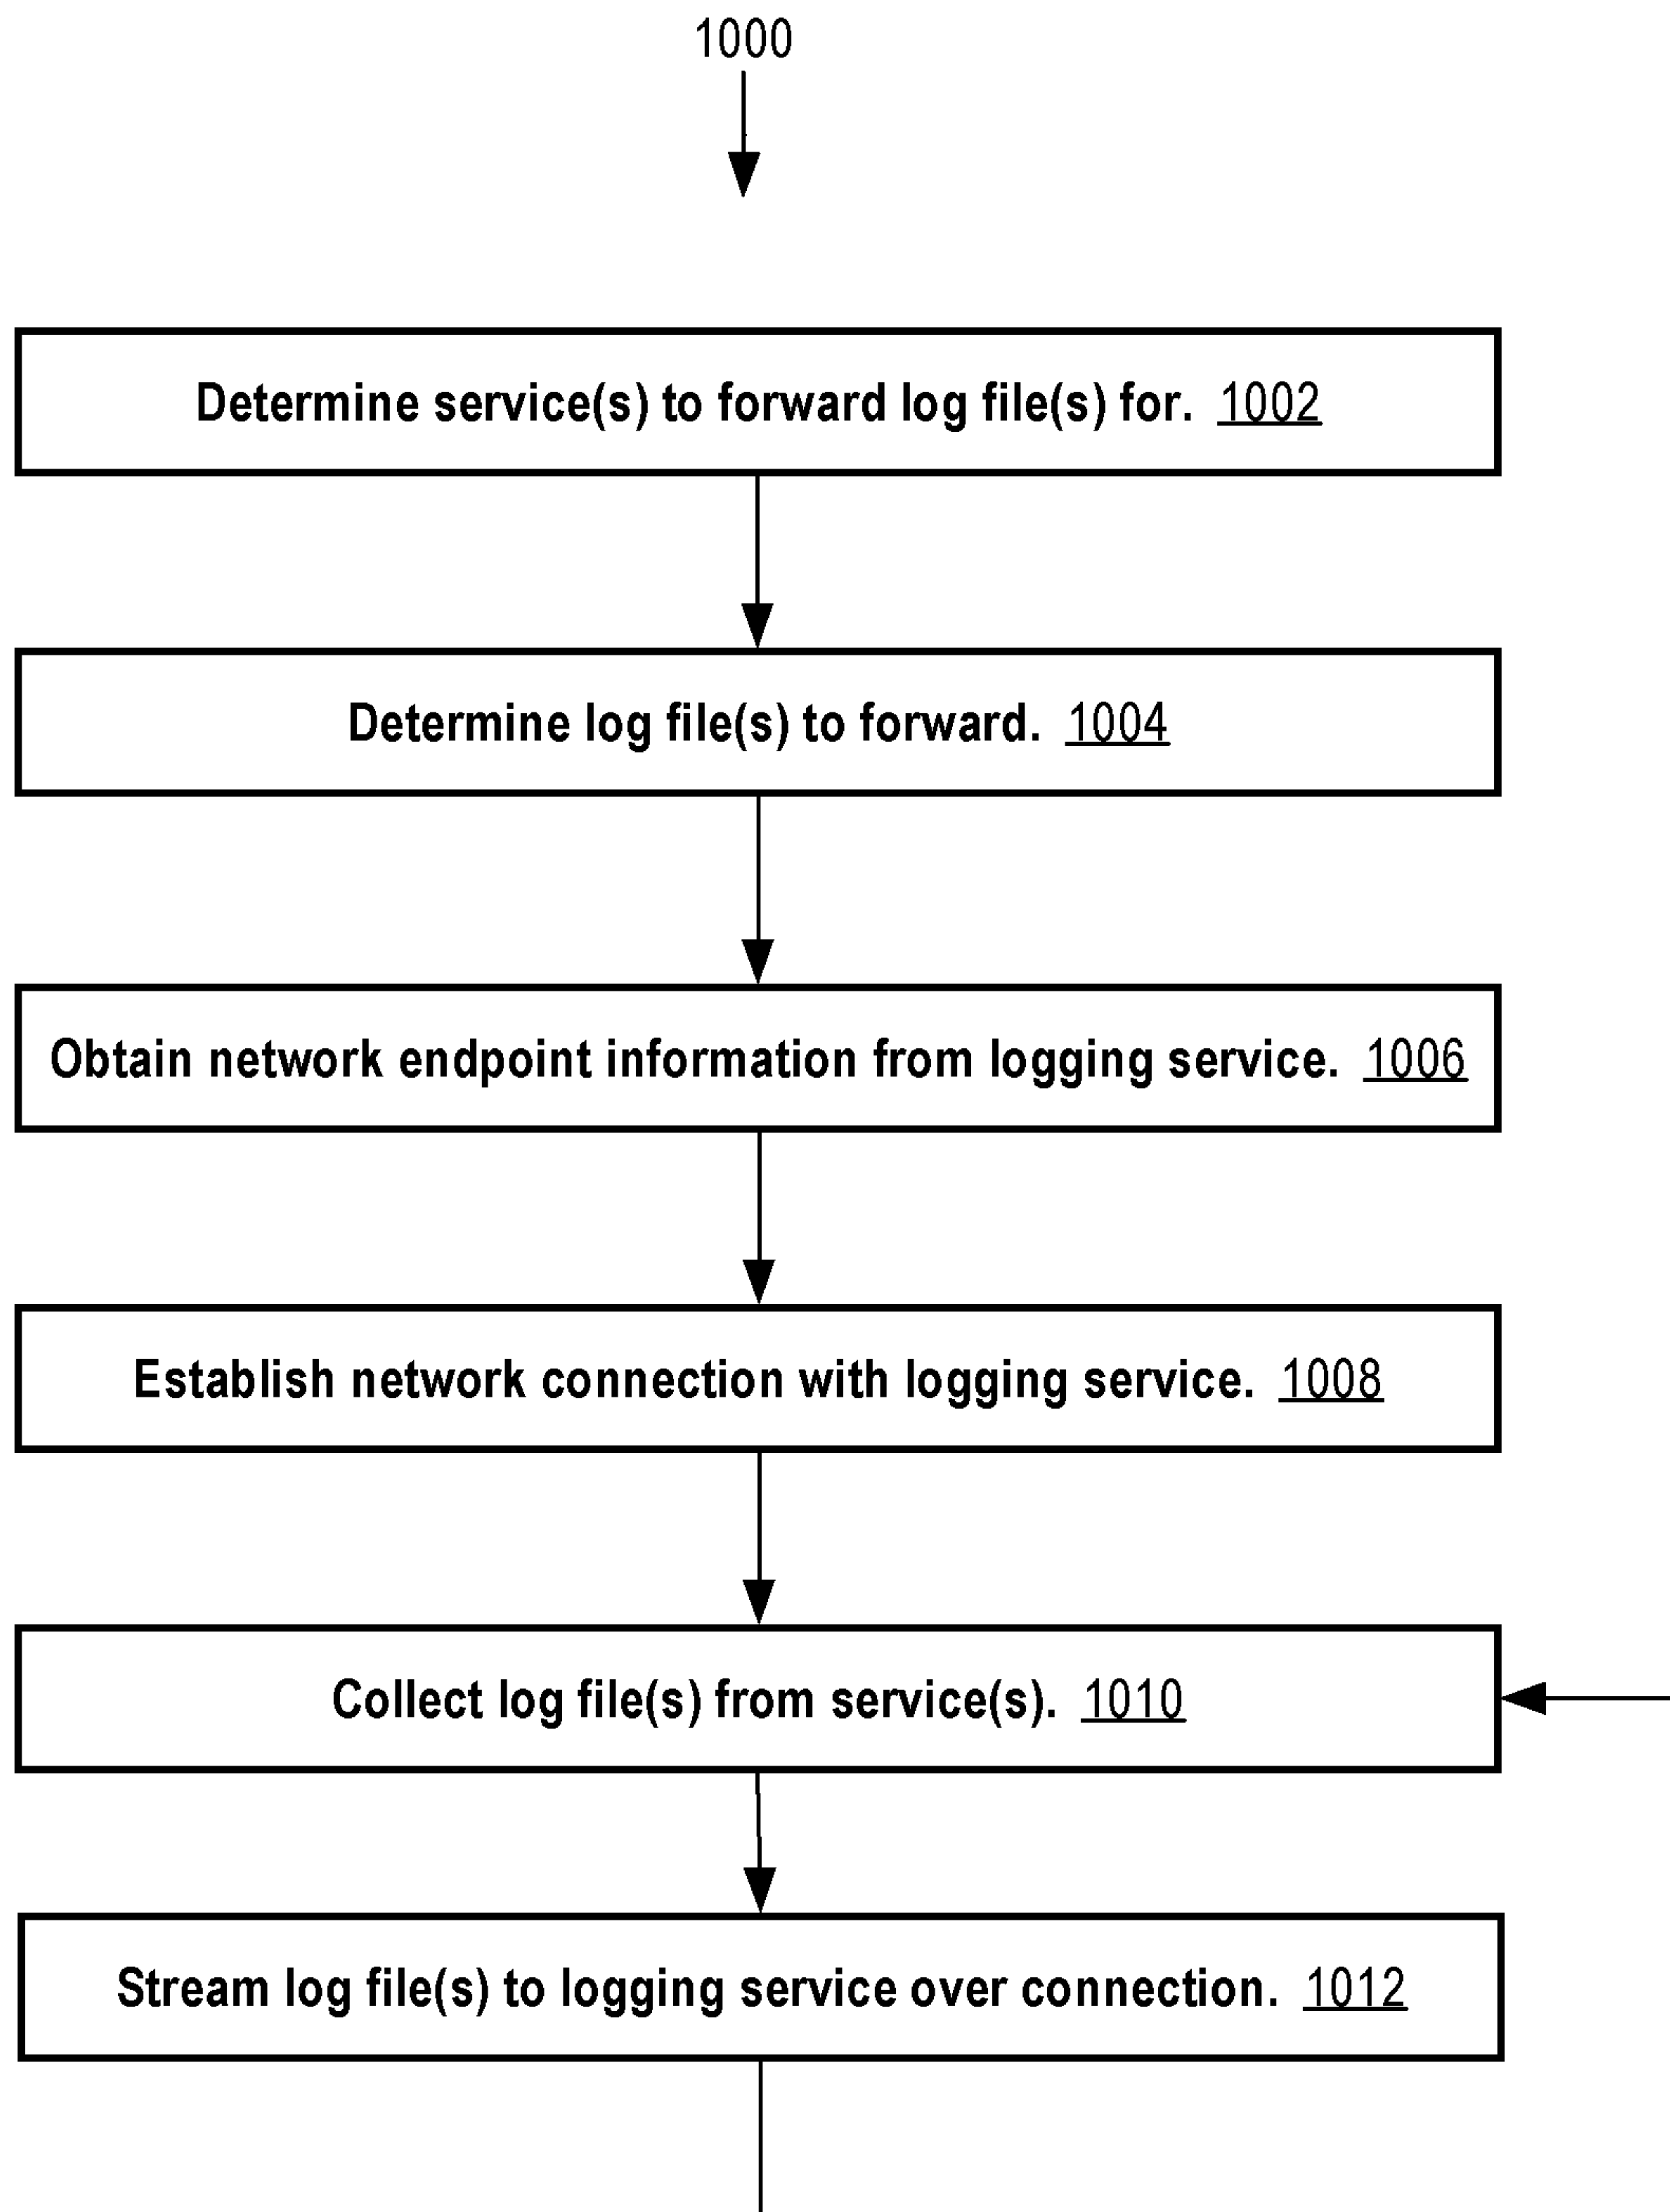 1000
Determine service(s) to forward log file(s) for. 1002
Determine log file(s) to forward. 1004
Obtain network endpoint information from logging service. 1006
Establish network connection with logging service. 1008
Collect log file(s) from service(s). 1010
Stream log file(s) to logging service over connection. 1012